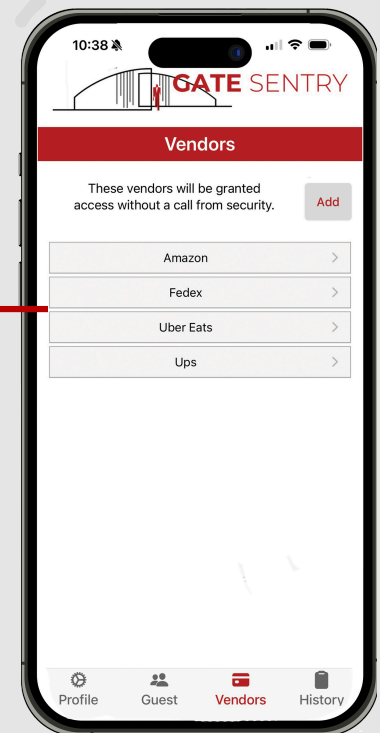 10:38
GATE SENTRY
Vendors
These vendors will be granted
access without a call from security.
Add
Amazon
Fedex
Uber Eats
Ups
Profile
Guest
Vendors
History